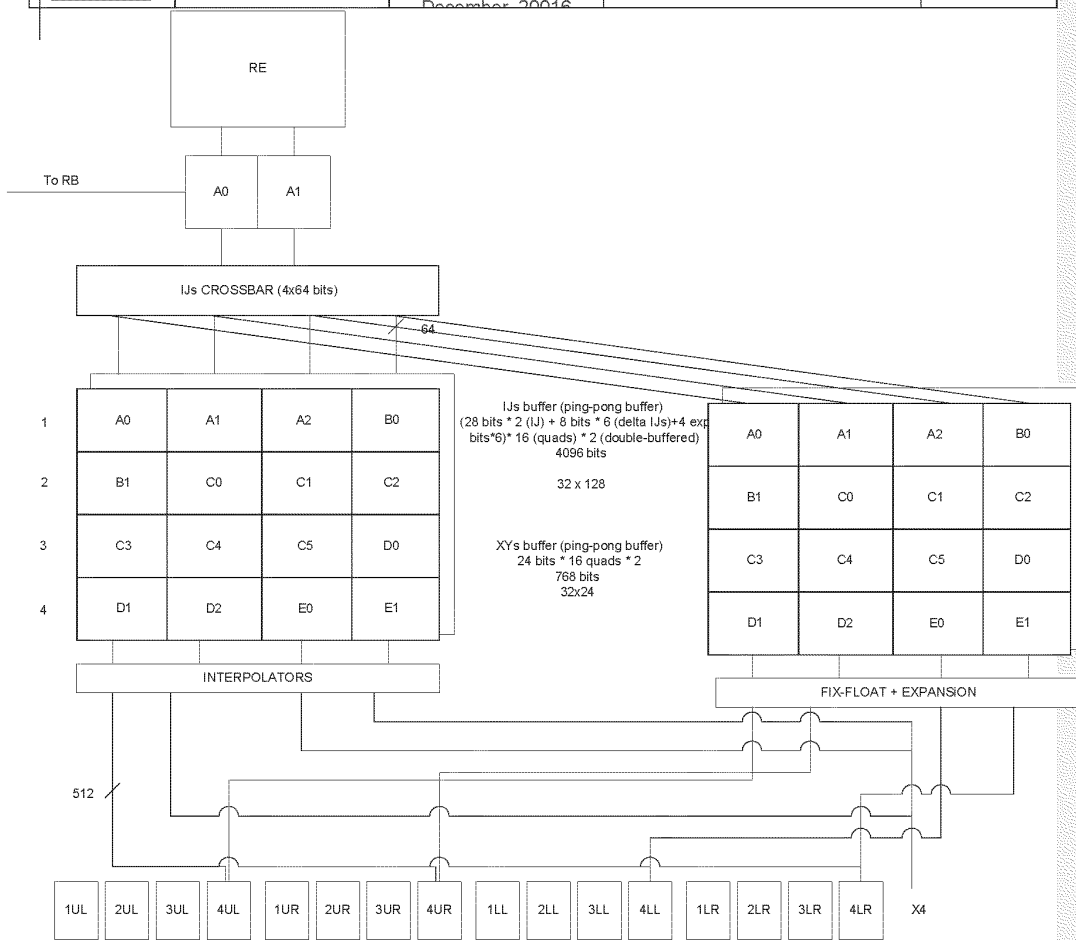 December, 20016
RE
To RB
A0 A1
IJs CROSSBAR (4x64 bits)
64
1 A0 A1 A2 B0
2 B1 C0 C1 C2
3 C3 C4 C5 D0
4 D1 D2 E0 E1
IJs buffer (ping-pong buffer)
(28 bits * 2 (IJ) + 8 bits * 6 (delta IJs)+4 exp
bits*6)* 16 (quads) * 2 (double-buffered)
4096 bits
32 x 128
XYs buffer (ping-pong buffer)
24 bits * 16 quads * 2
768 bits
32x24
A0 A1 A2 B0
B1 C0 C1 C2
C3 C4 C5 D0
D1 D2 E0 E1
INTERPOLATORS
FIX-FLOAT + EXPANSION
512
1UL 2UL 3UL 4UL 1UR 2UR 3UR 4UR 1LL 2LL 3LL 4LL 1LR 2LR 3LR 4LR X4